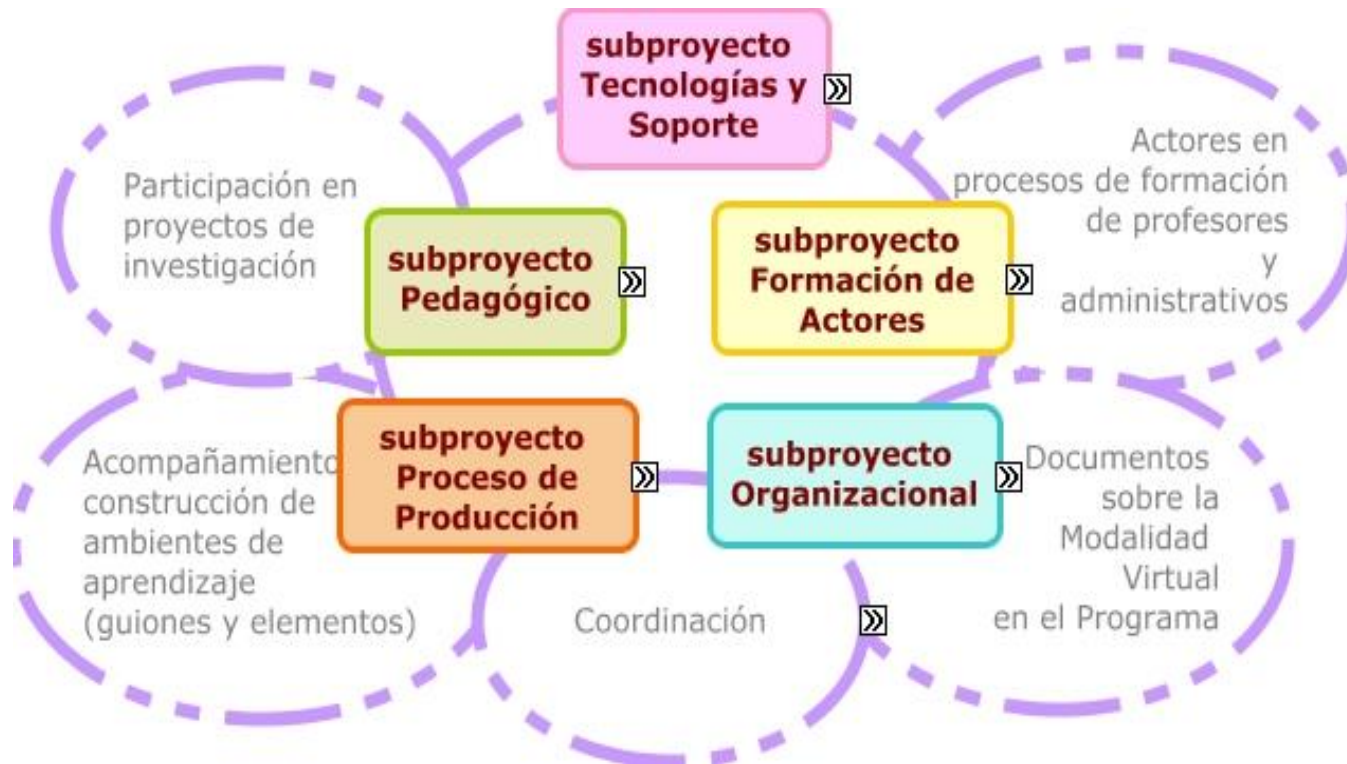 subproyecto
Tecnologías y
Soporte
Participación en
proyectos de
investigación
subproyecto
Pedagógico
subproyecto
Formación de
Actores
Actores en
procesos de formación
de profesores
y
administrativos
Acompañamiento
construcción de
ambientes de
aprendizaje
(guiones y elementos)
subproyecto
Proceso de
Producción
subproyecto
Organizacional
Documentos
sobre la
Modalidad
Virtual
en el Programa
Coordinación